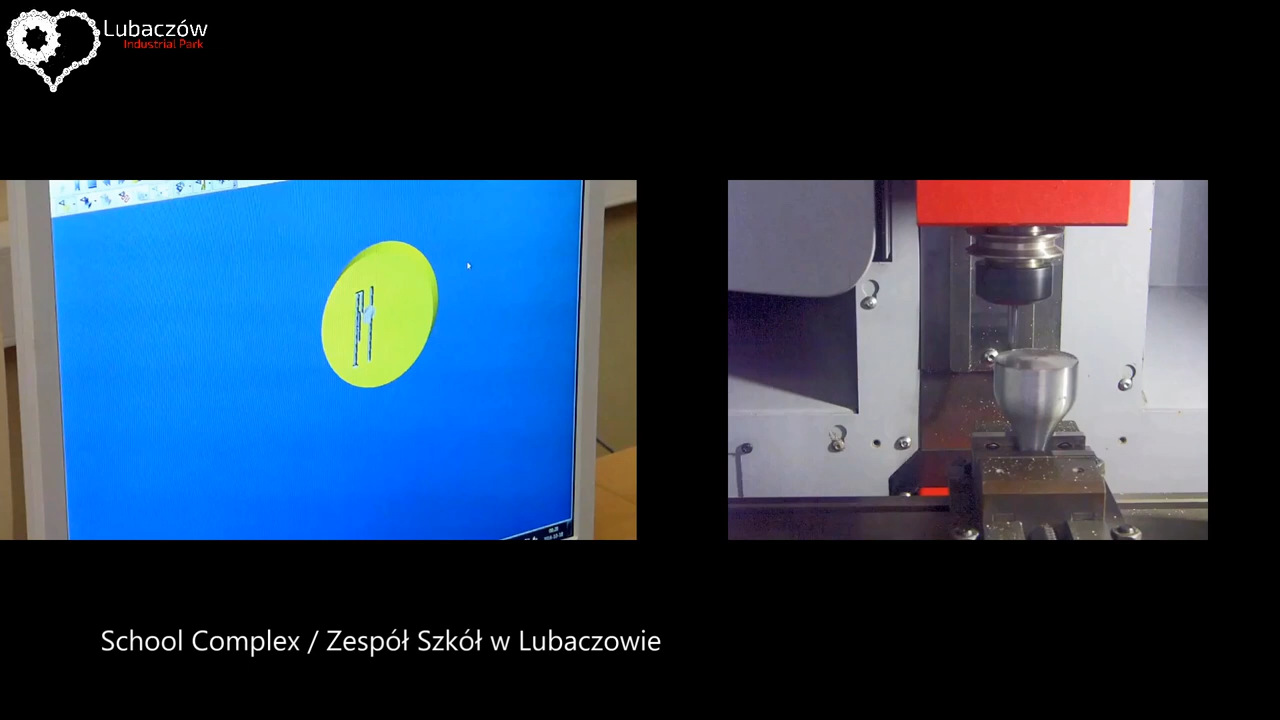 Lubaczów
Industrial Park
School Complex / Zespół Szkół w Lubaczowie